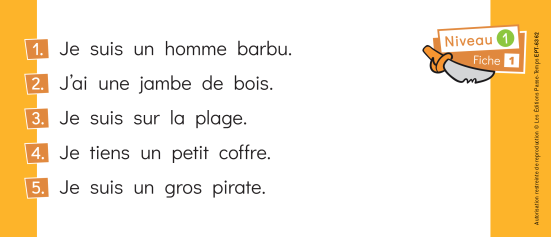 1. Je suis un homme barbu.
2. J'ai une jambe de bois.
3. Je suis sur la plage.
4. Je tiens un petit coffre.
5. Je suis un gros pirate.
Niveau 1
Fiche 1
Autorisation restreinte de reproduction © Les Éditions Passe-Temps EPT-6362